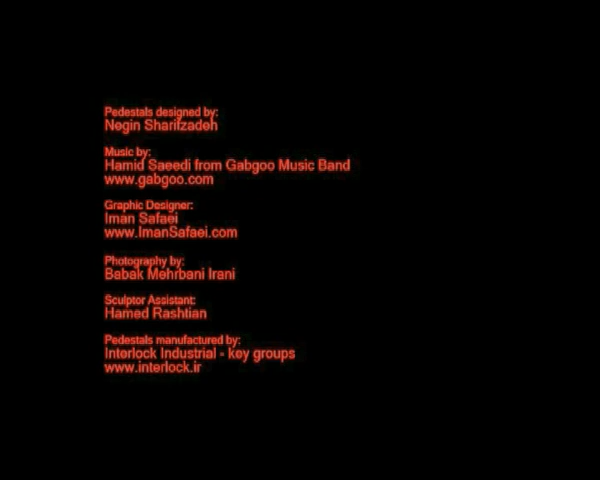 Pedestals designed by:
Negin Sharifzadeh
Music by:
Hamid Saeedi from Gabgoo Music Band
www.gabgoo.com
Graphic Designer:
Iman Safaei
www.ImanSafaei.com
Photography by:
Babak Mehrbani Irani
Sculptor Assistant:
Hamed Rashtian
Pedestals manufactured by:
Interlock Industrial - key groups
www.interlock.ir